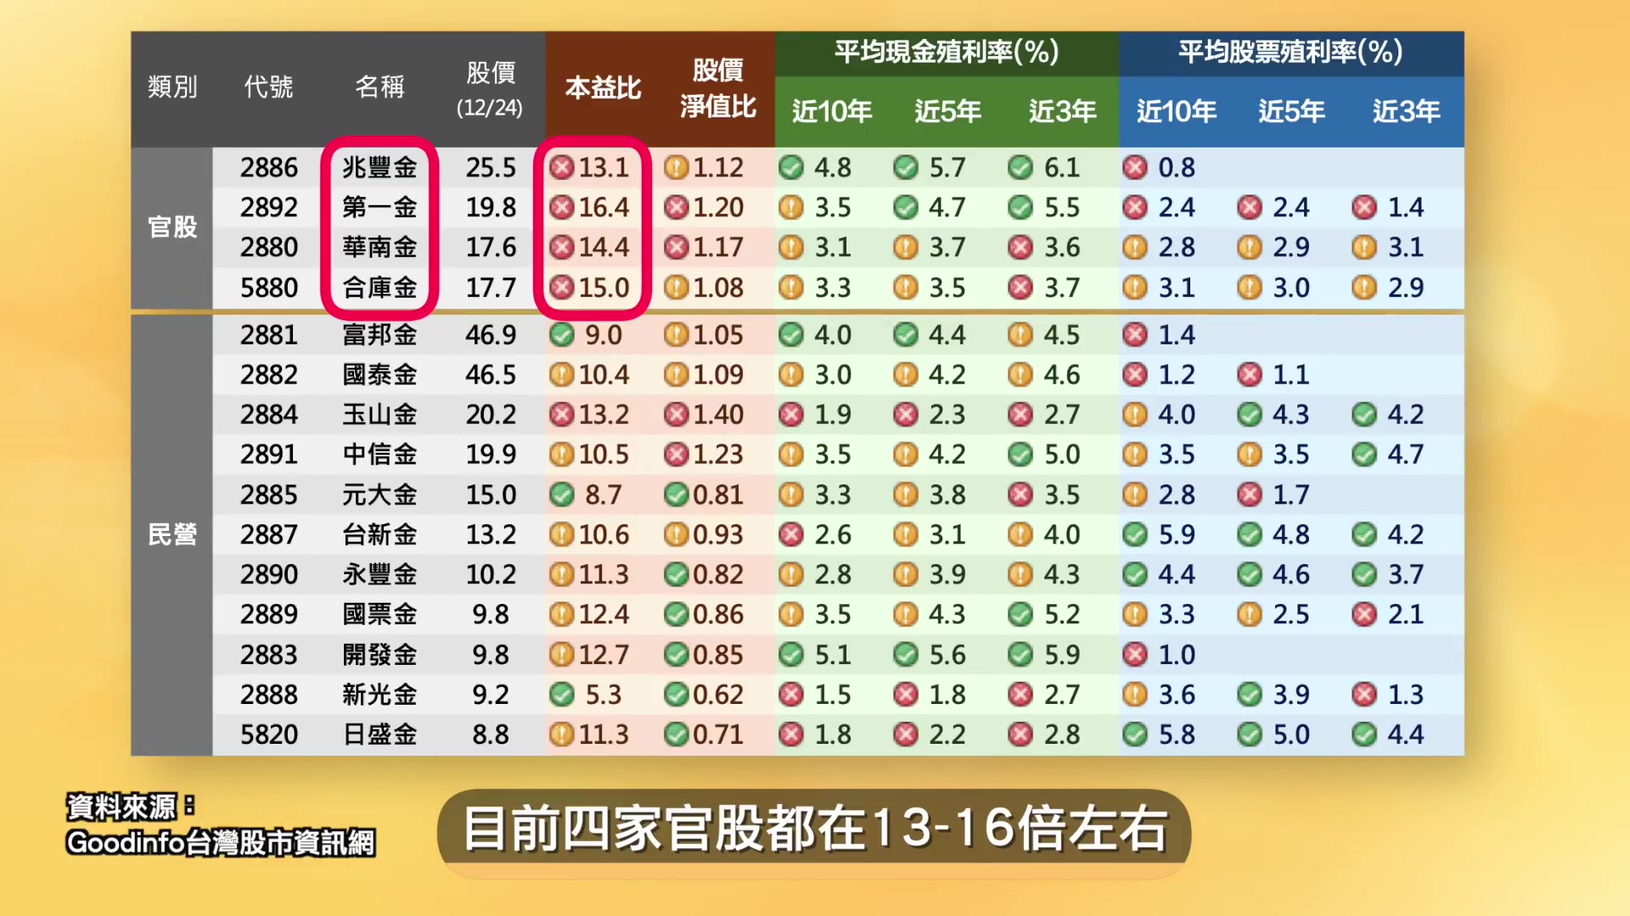 類別 代號 名稱 股價(12/24) 本益比 股價淨值比 平均現金殖利率(%) 平均股票殖利率(%)
近10年 近5年 近3年 近10年 近5年 近3年
官股
2886 兆豐金 25.5 13.1 1.12 4.8 5.7 6.1 0.8
2892 第一金 19.8 16.4 1.20 3.5 4.7 5.5 2.4 2.4 1.4
2880 華南金 17.6 14.4 1.17 3.1 3.7 3.6 2.8 2.9 3.1
5880 合庫金 17.7 15.0 1.08 3.3 3.5 3.7 3.1 3.0 2.9
民營
2881 富邦金 46.9 9.0 1.05 4.0 4.4 4.5 1.4
2882 國泰金 46.5 10.4 1.09 3.0 4.2 4.6 1.2 1.1
2884 玉山金 20.2 13.2 1.40 1.9 2.3 2.7 4.0 4.3 4.2
2891 中信金 19.9 10.5 1.23 3.5 4.2 5.0 3.5 3.5 4.7
2885 元大金 15.0 8.7 0.81 3.3 3.8 3.5 2.8 1.7
2887 台新金 13.2 10.6 0.93 2.6 3.1 4.0 5.9 4.8 4.2
2890 永豐金 10.2 11.3 0.82 2.8 3.9 4.3 4.4 4.6 3.7
2889 國票金 9.8 12.4 0.86 3.5 4.3 5.2 3.3 2.5 2.1
2883 開發金 9.8 12.7 0.85 5.1 5.6 5.9 1.0
2888 新光金 9.2 5.3 0.62 1.5 1.8 2.7 3.6 3.9 1.3
5820 日盛金 8.8 11.3 0.71 1.8 2.2 2.8 5.8 5.0 4.4
資料來源：
Goodinfo台灣股市資訊網
目前四家官股都在13-16倍左右